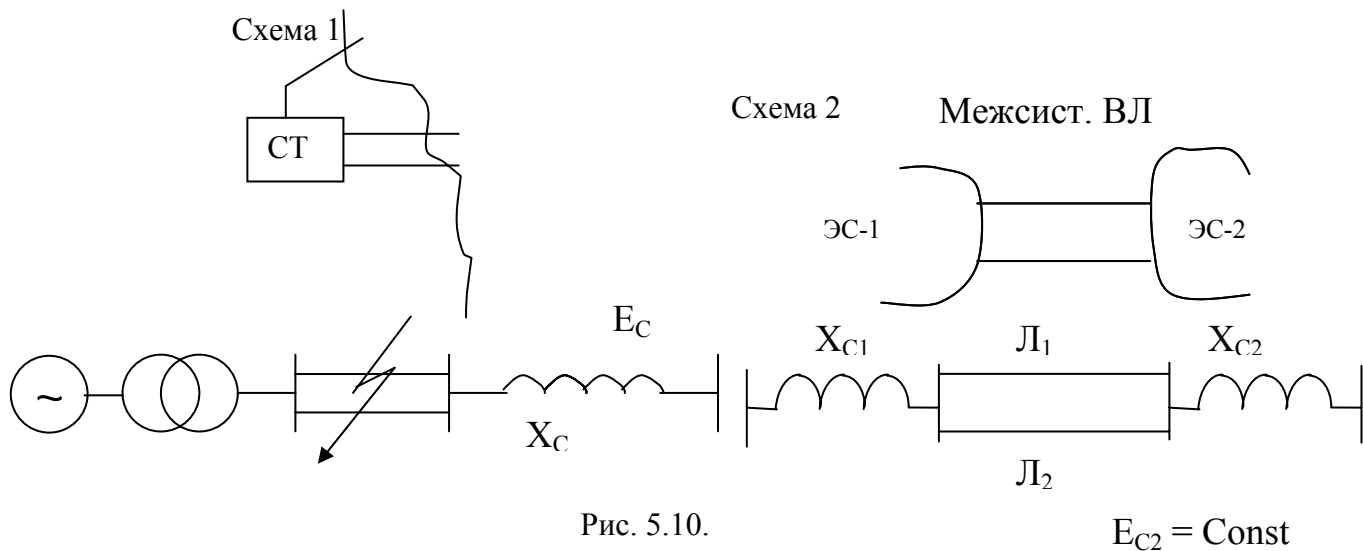 Схема 1
СТ
Схема 2
Межсист. ВЛ
ЭС-1
ЭС-2
E_C
X_C
~
X_C1
Л_1
X_C2
Л_2
Рис. 5.10.
E_C2 = Const